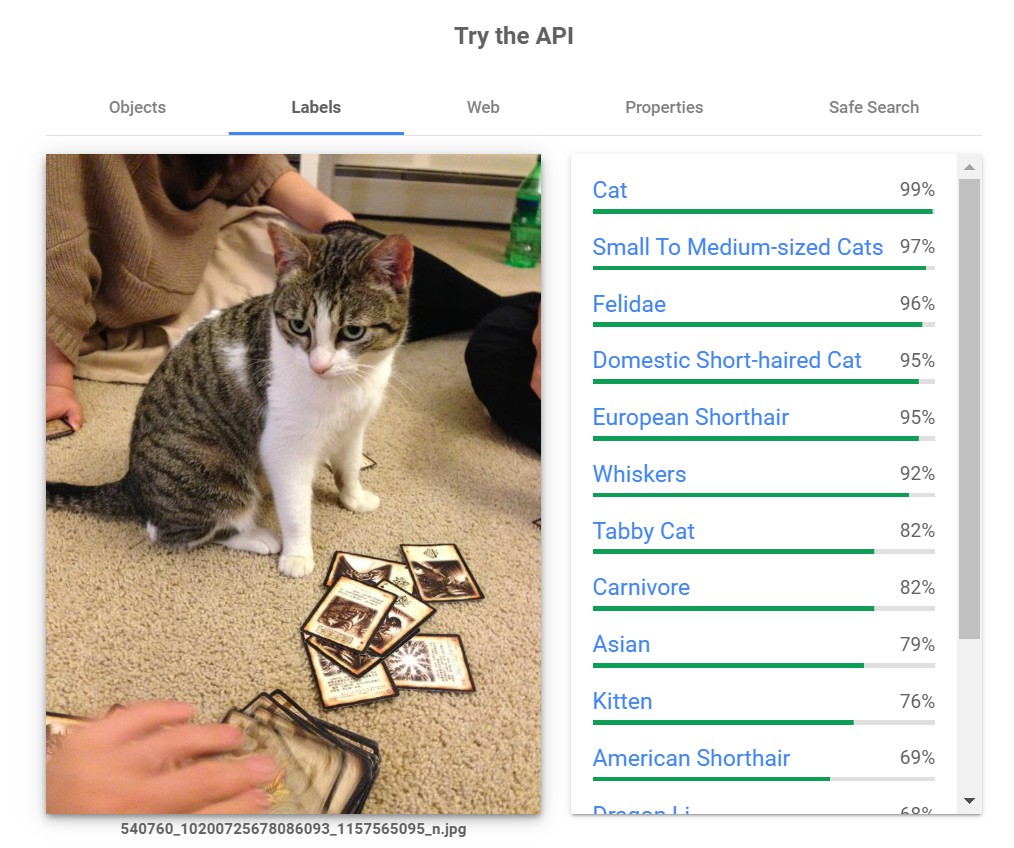 Try the API
Objects Labels Web Properties Safe Search
Cat 99%
Small To Medium-sized Cats 97%
Felidae 96%
Domestic Short-haired Cat 95%
European Shorthair 95%
Whiskers 92%
Tabby Cat 82%
Carnivore 82%
Asian 79%
Kitten 76%
American Shorthair 69%
Dragon Li 68%
540760_10200725678086093_1157565095_n.jpg